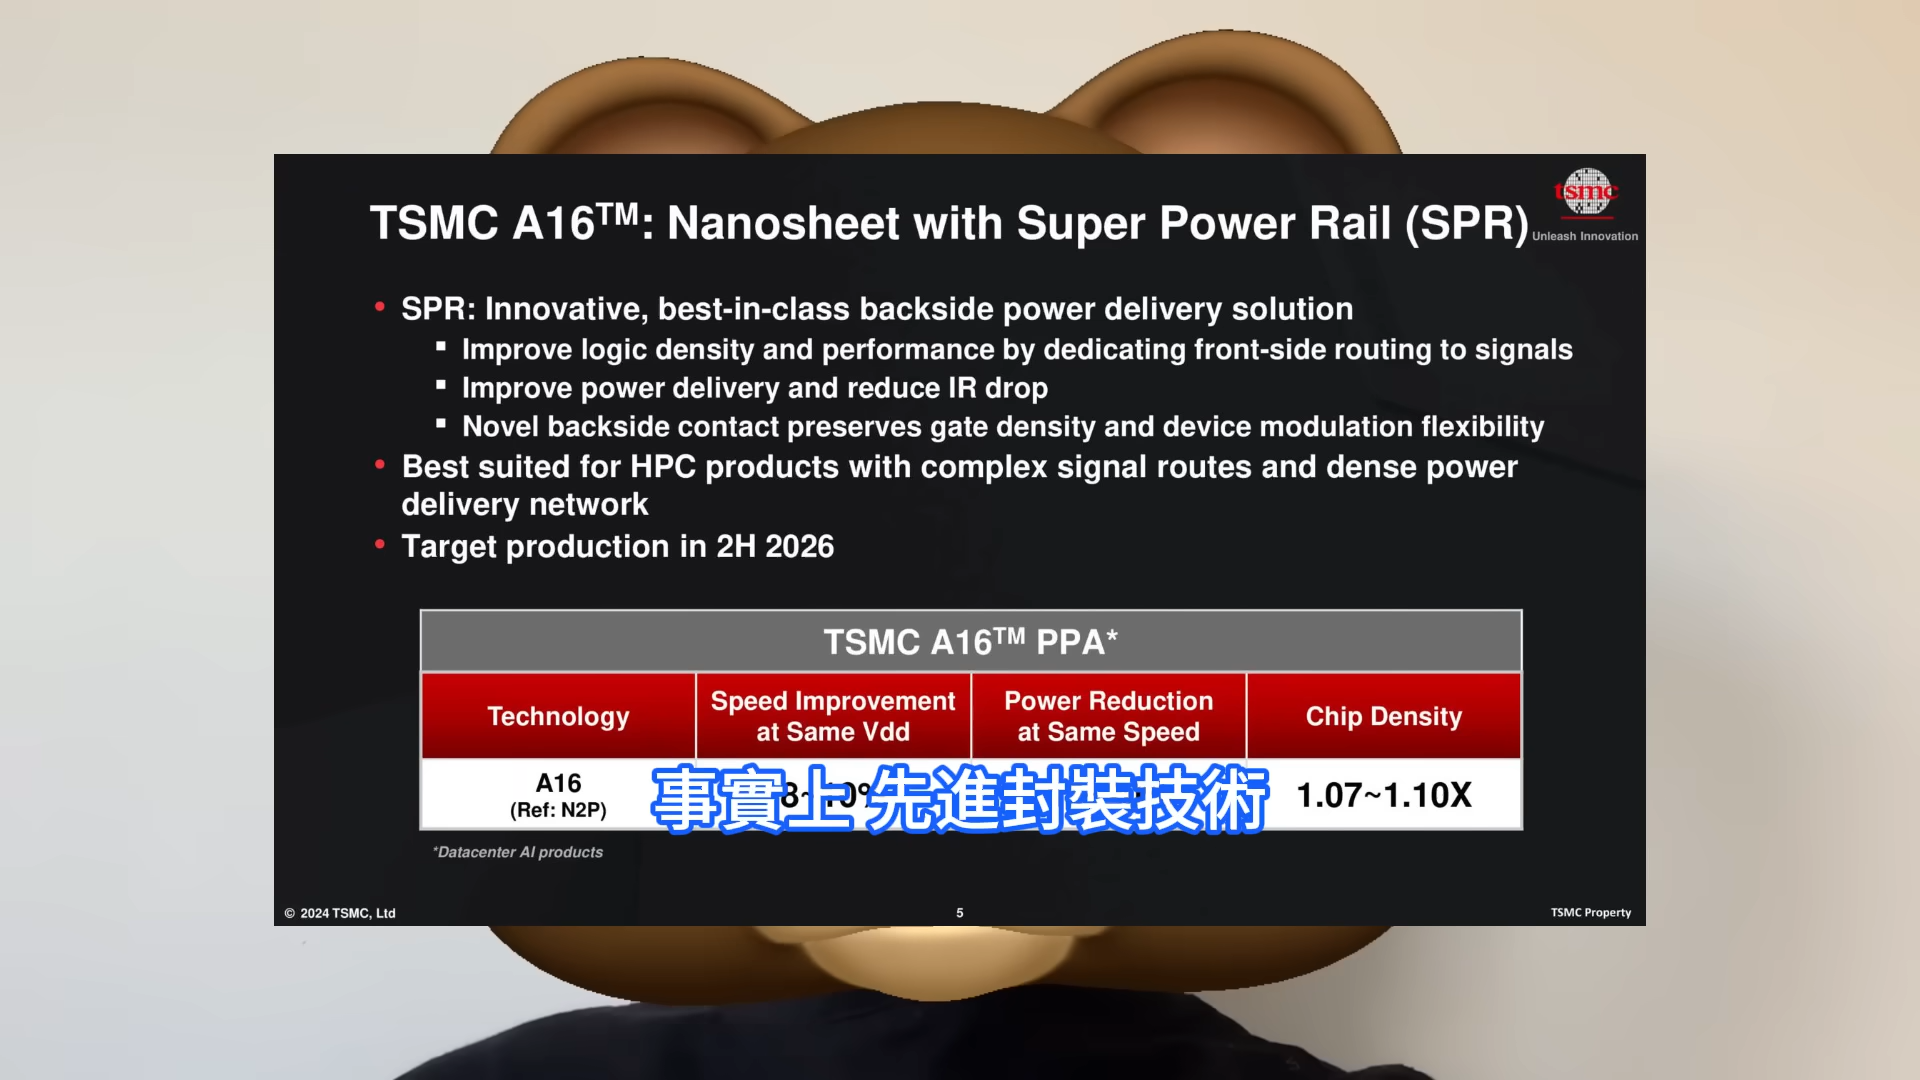 TSMC A16™: Nanosheet with Super Power Rail (SPR)
tsmc
Unleash Innovation
• SPR: Innovative, best-in-class backside power delivery solution
▪ Improve logic density and performance by dedicating front-side routing to signals
▪ Improve power delivery and reduce IR drop
▪ Novel backside contact preserves gate density and device modulation flexibility
• Best suited for HPC products with complex signal routes and dense power
delivery network
• Target production in 2H 2026
TSMC A16™ PPA*
Technology
Speed Improvement
at Same Vdd
Power Reduction
at Same Speed
Chip Density
A16
(Ref: N2P)
1.07~1.10X
事實上 先進封裝技術
*Datacenter AI products
© 2024 TSMC, Ltd
5
TSMC Property